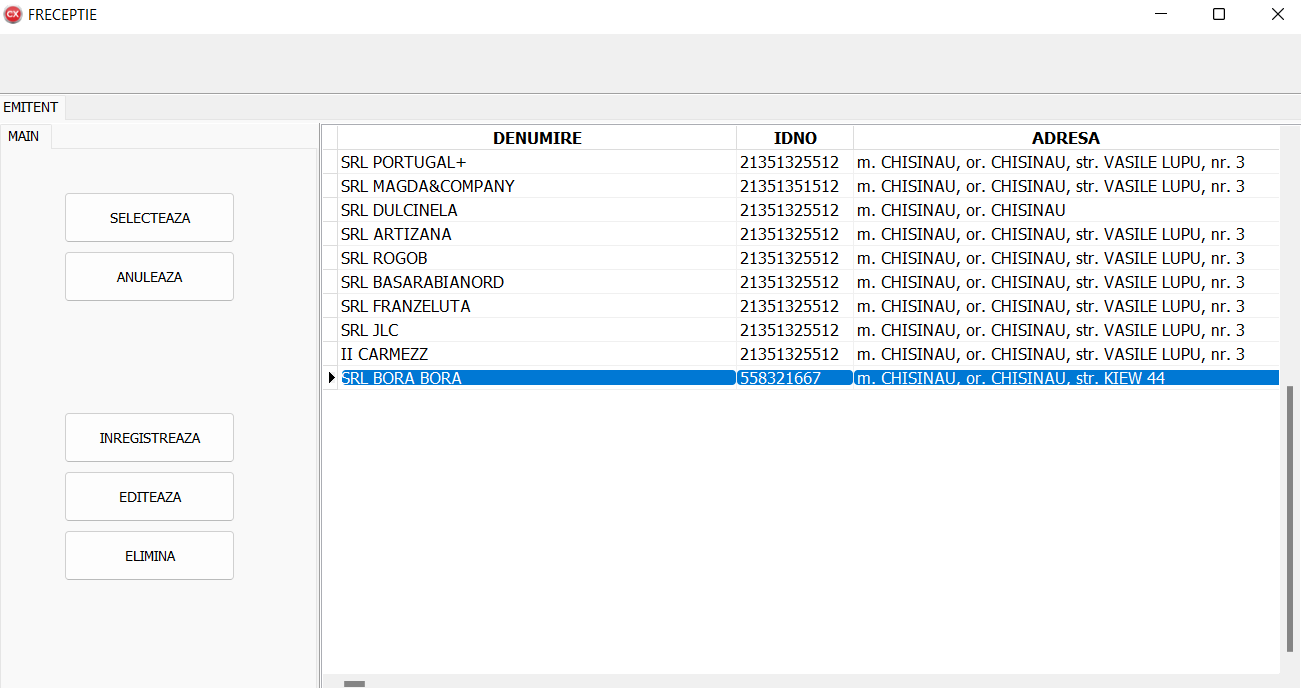 CX FRECEPTIE
EMITENT
MAIN
SELECTEAZA
ANULEAZA
INREGISTREAZA
EDITEAZA
ELIMINA
DENUMIRE IDNO ADRESA
SRL PORTUGAL+ 21351325512 m. CHISINAU, or. CHISINAU, str. VASILE LUPU, nr. 3
SRL MAGDA&COMPANY 21351351512 m. CHISINAU, or. CHISINAU, str. VASILE LUPU, nr. 3
SRL DULCINELA 21351325512 m. CHISINAU, or. CHISINAU
SRL ARTIZANA 21351325512 m. CHISINAU, or. CHISINAU, str. VASILE LUPU, nr. 3
SRL ROGOB 21351325512 m. CHISINAU, or. CHISINAU, str. VASILE LUPU, nr. 3
SRL BASARABIANORD 21351325512 m. CHISINAU, or. CHISINAU, str. VASILE LUPU, nr. 3
SRL FRANZELUTA 21351325512 m. CHISINAU, or. CHISINAU, str. VASILE LUPU, nr. 3
SRL JLC 21351325512 m. CHISINAU, or. CHISINAU, str. VASILE LUPU, nr. 3
II CARMEZZ 21351325512 m. CHISINAU, or. CHISINAU, str. VASILE LUPU, nr. 3
SRL BORA BORA 558321667 m. CHISINAU, or. CHISINAU, str. KIEW 44